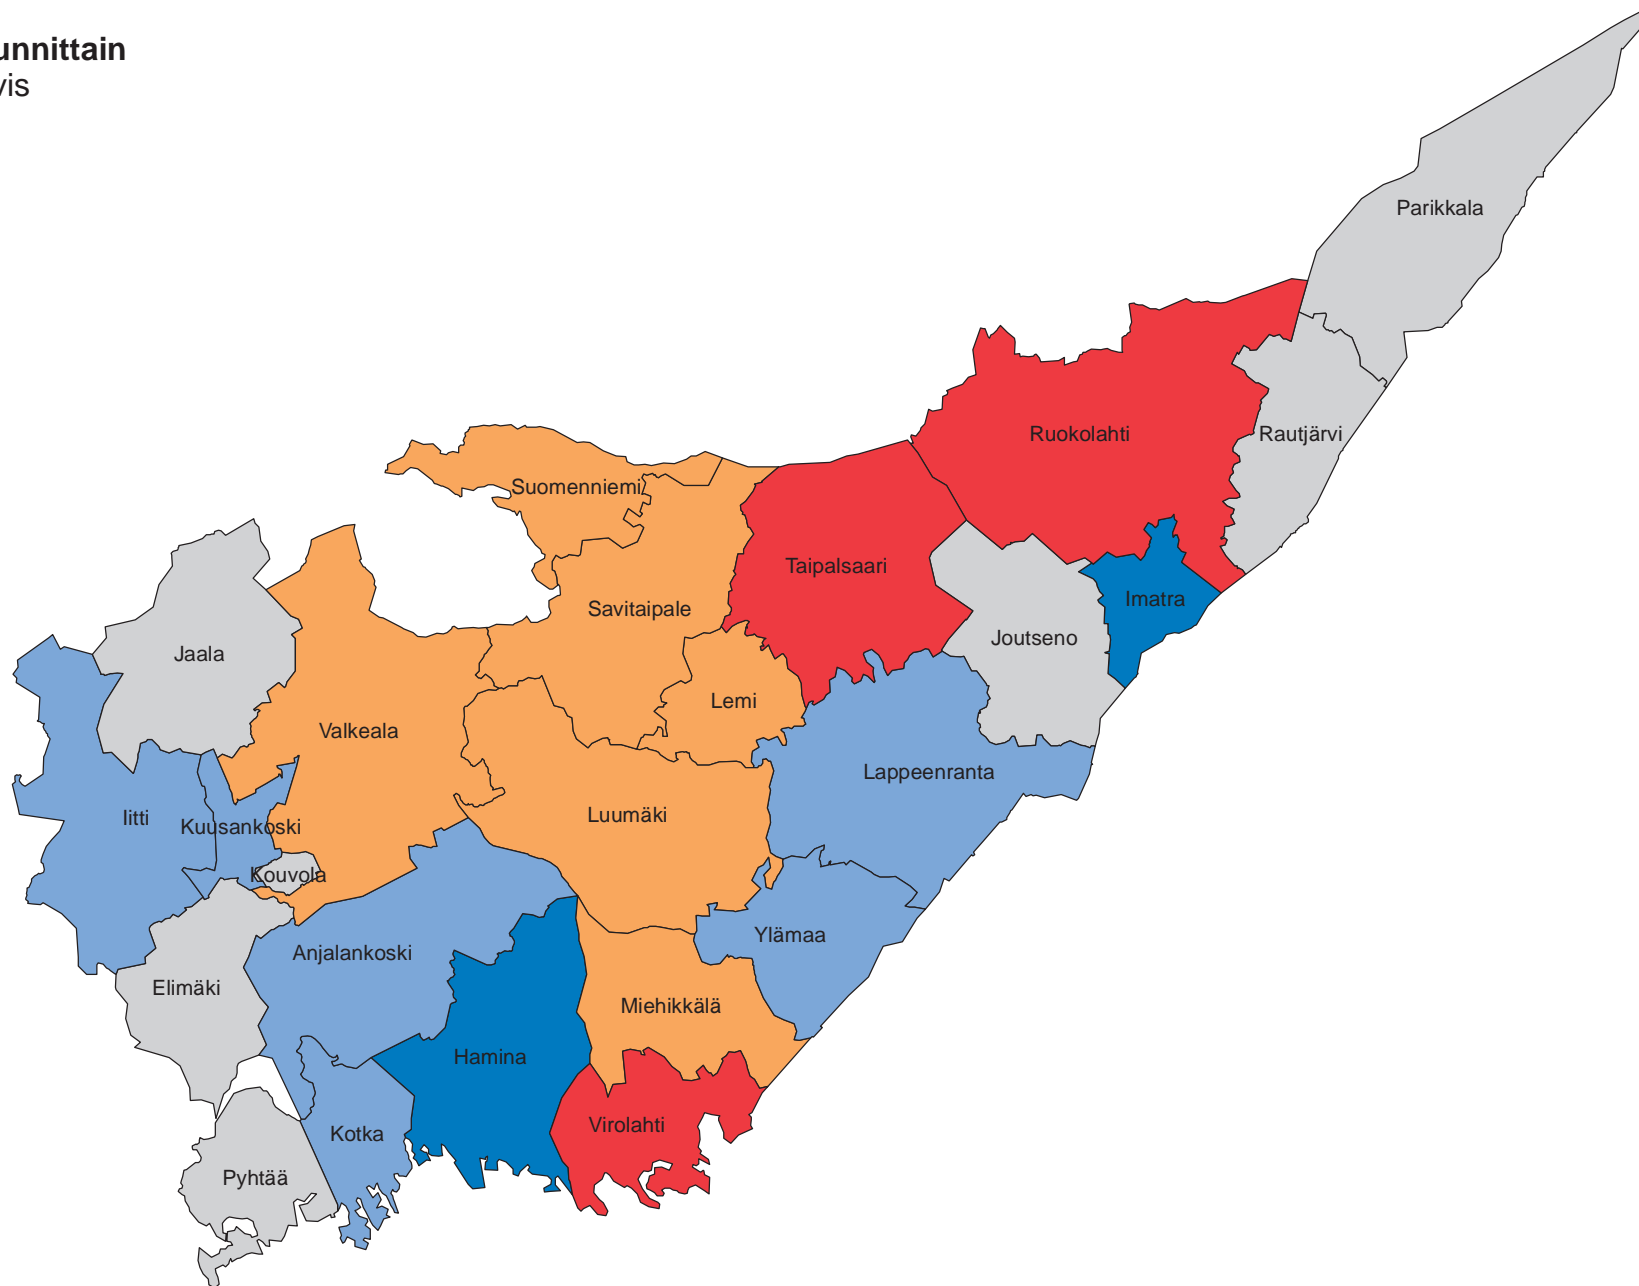 unnittain
vis
Parikkala
Ruokolahti
Rautjärvi
Suomenniemi
Taipalsaari
Imatra
Savitaipale
Joutseno
Jaala
Lemi
Valkeala
Lappeenranta
Luumäki
Iitti
Kuusankoski
Kouvola
Ylämaa
Anjalankoski
Elimäki
Miehikkälä
Hamina
Virolahti
Kotka
Pyhtää